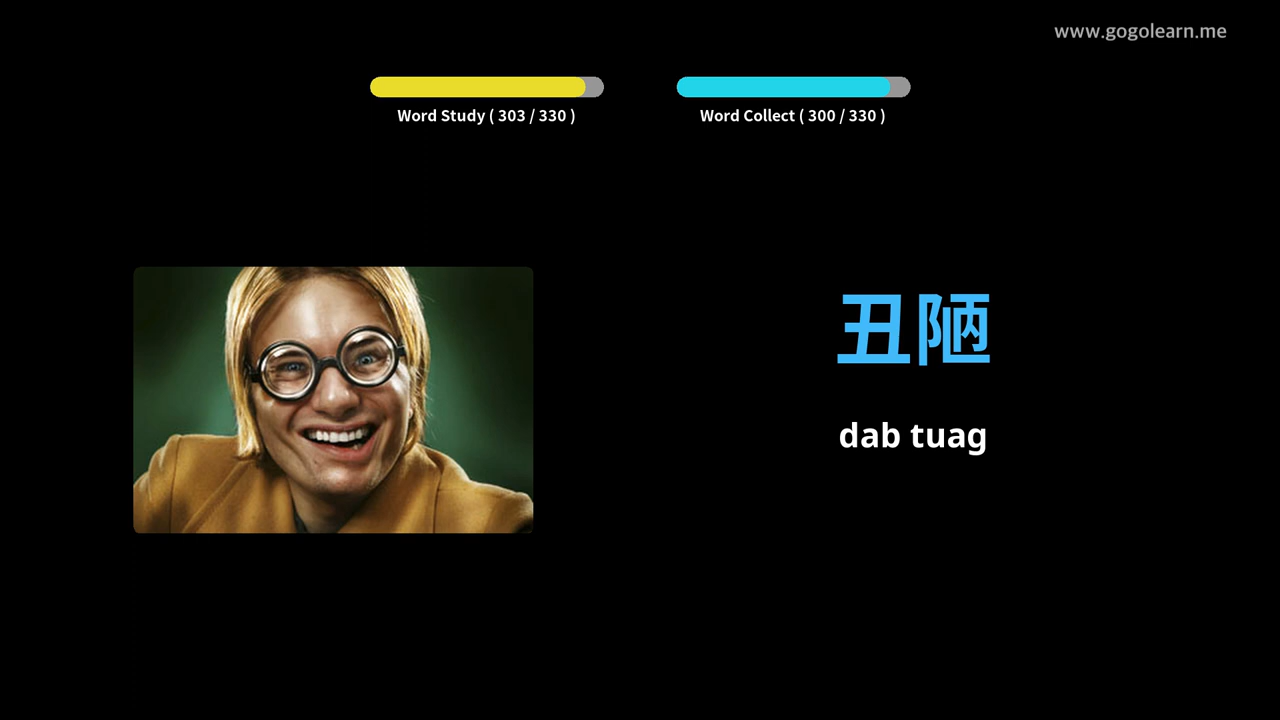 www.gogolearn.me
Word Study ( 303 / 330 )
Word Collect ( 300 / 330 )
丑陋
dab tuag